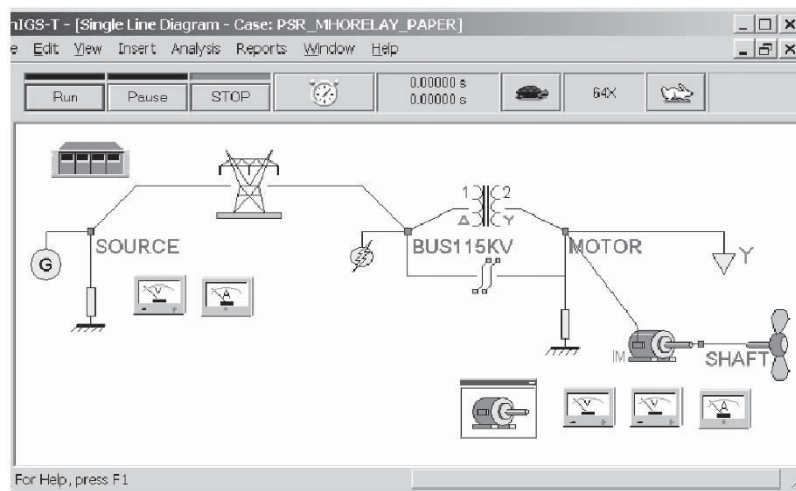 nIGS-T - [Single Line Diagram - Case: PSR_MHORELAY_PAPER]
e Edit View Insert Analysis Reports Window Help
Run Pause STOP 0.00000 s 64X
0.00000 s
1 2
Δ Y
SOURCE BUS115KV MOTOR Y
G
V A
IM SHAFT
V V A
For Help, press F1